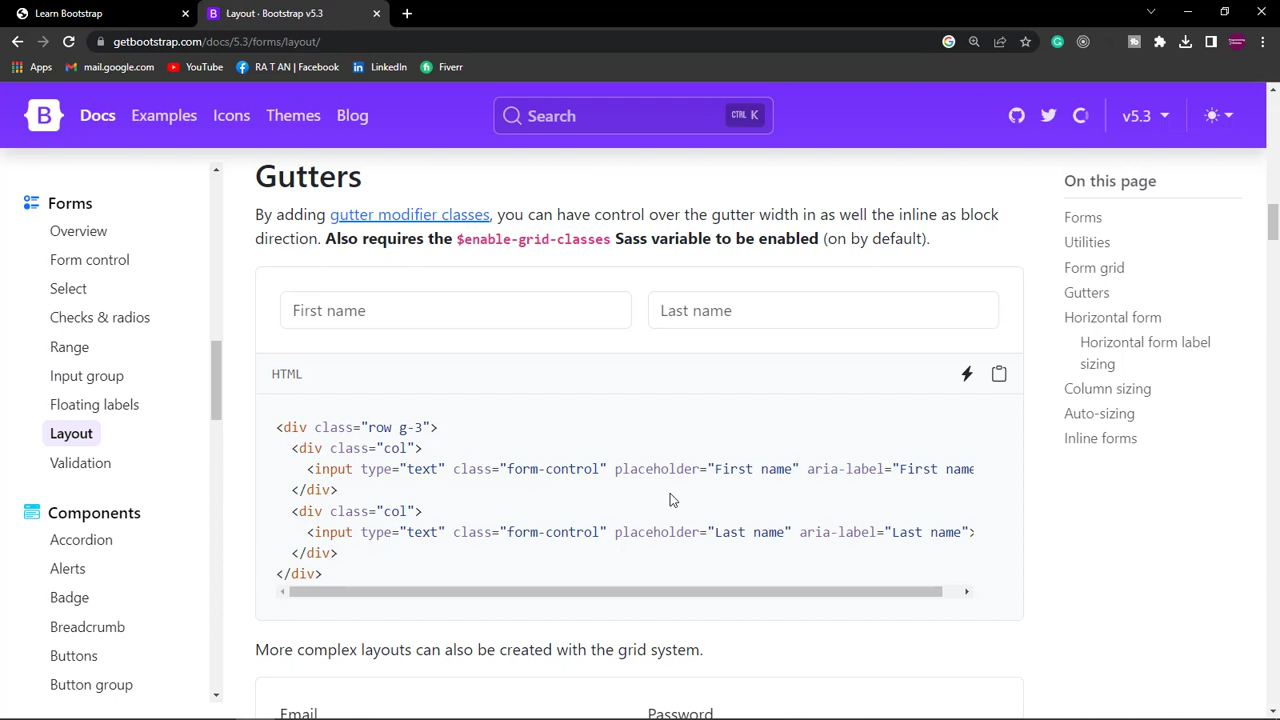 Learn Bootstrap
Layout · Bootstrap v5.3
getbootstrap.com/docs/5.3/forms/layout/
Apps
mail.google.com
YouTube
RA T AN | Facebook
LinkedIn
Fiverr
B
Docs
Examples
Icons
Themes
Blog
Search
CTRL K
v5.3
Forms
Overview
Form control
Select
Checks & radios
Range
Input group
Floating labels
Layout
Validation
Components
Accordion
Alerts
Badge
Breadcrumb
Buttons
Button group
Gutters
By adding gutter modifier classes, you can have control over the gutter width in as well the inline as block
direction. Also requires the $enable-grid-classes Sass variable to be enabled (on by default).
First name
Last name
HTML
<div class="row g-3">
<div class="col">
<input type="text" class="form-control" placeholder="First name" aria-label="First name
</div>
<div class="col">
<input type="text" class="form-control" placeholder="Last name" aria-label="Last name">
</div>
</div>
More complex layouts can also be created with the grid system.
Email
Password
On this page
Forms
Utilities
Form grid
Gutters
Horizontal form
Horizontal form label
sizing
Column sizing
Auto-sizing
Inline forms